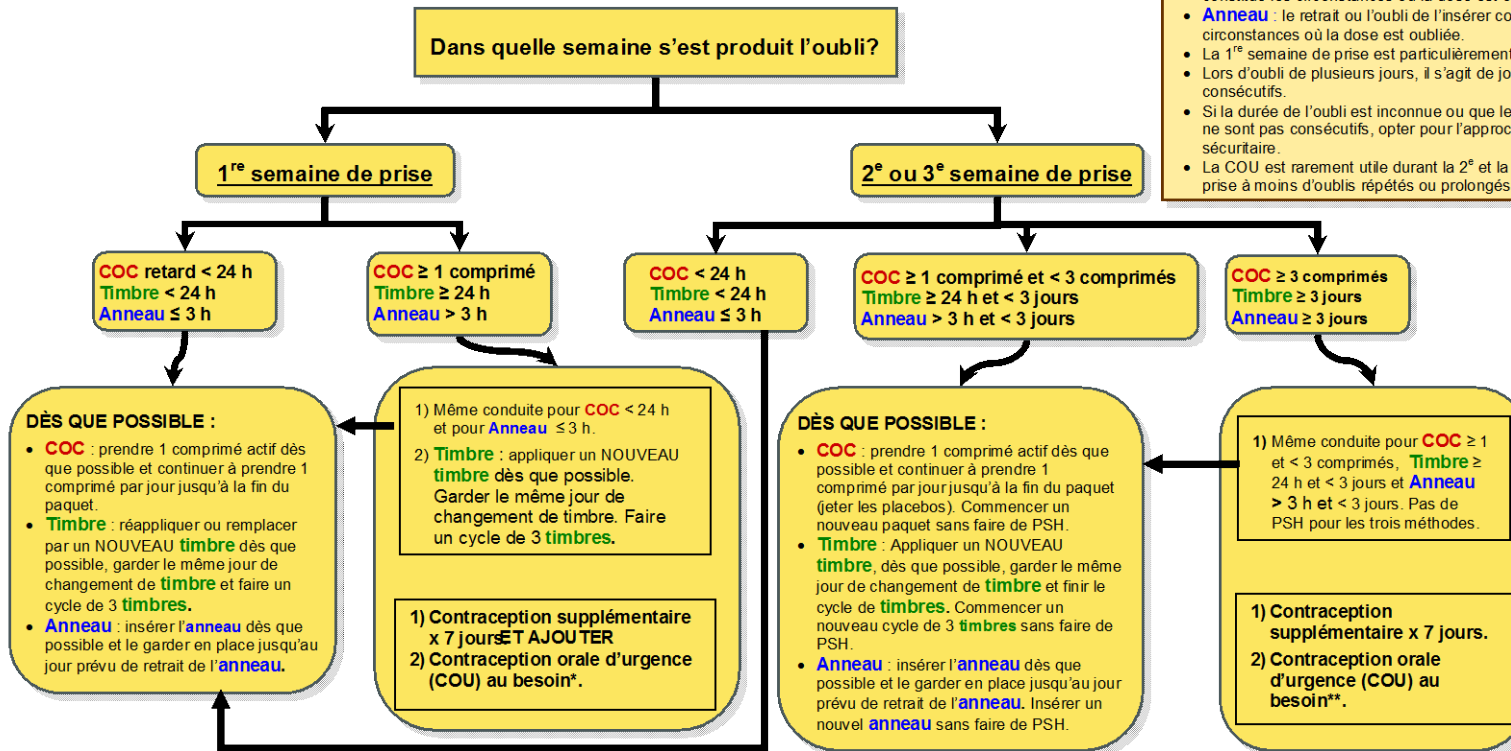 Dans quelle semaine s'est produit l'oubli?
• Anneau : le retrait ou l'oubli de l'insérer
circonstances où la dose est oubliée.
• La 1re semaine de prise est particulièrement
• Lors d'oubli de plusieurs jours, il s'agit de
consécutifs.
• Si la durée de l'oubli est inconnue ou que
ne sont pas consécutifs, opter pour
sécuritaire.
• La COU est rarement utile durant la 2e et la
prise à moins d'oublis répétés ou prolongés
1re semaine de prise
2e ou 3e semaine de prise
COC retard < 24 h
Timbre < 24 h
Anneau ≤ 3 h
COC ≥ 1 comprimé
Timbre ≥ 24 h
Anneau > 3 h
COC < 24 h
Timbre < 24 h
Anneau ≤ 3 h
COC ≥ 1 comprimé et < 3 comprimés
Timbre ≥ 24 h et < 3 jours
Anneau > 3 h et < 3 jours
COC ≥ 3 comprimés
Timbre ≥ 3 jours
Anneau ≥ 3 jours
DÈS QUE POSSIBLE :
• COC : prendre 1 comprimé actif dès
que possible et continuer à prendre 1
comprimé par jour jusqu'à la fin du
paquet.
• Timbre : réappliquer ou remplacer
par un NOUVEAU timbre dès que
possible, garder le même jour de
changement de timbre et faire un
cycle de 3 timbres.
• Anneau : insérer l'anneau dès que
possible et le garder en place jusqu'au
jour prévu de retrait de l'anneau.
1) Même conduite pour COC < 24 h
et pour Anneau ≤ 3 h.
2) Timbre : appliquer un NOUVEAU
timbre dès que possible.
Garder le même jour de
changement de timbre. Faire
un cycle de 3 timbres.
1) Contraception supplémentaire
x 7 jours ET AJOUTER
2) Contraception orale d'urgence
(COU) au besoin*.
DÈS QUE POSSIBLE :
• COC : prendre 1 comprimé actif dès que
possible et continuer à prendre 1
comprimé par jour jusqu'à la fin du paquet
(jeter les placebos). Commencer un
nouveau paquet sans faire de PSH.
• Timbre : Appliquer un NOUVEAU
timbre, dès que possible, garder le même
jour de changement de timbre et finir le
cycle de timbres. Commencer un
nouveau cycle de 3 timbres sans faire de
PSH.
• Anneau : insérer l'anneau dès que
possible et le garder en place jusqu'au jour
prévu de retrait de l'anneau. Insérer un
nouvel anneau sans faire de PSH.
1) Même conduite pour COC ≥ 1
et < 3 comprimés, Timbre ≥
24 h et < 3 jours et Anneau
> 3 h et < 3 jours. Pas de
PSH pour les trois méthodes.
1) Contraception
supplémentaire x 7 jours.
2) Contraception orale
d'urgence (COU) au
besoin**.